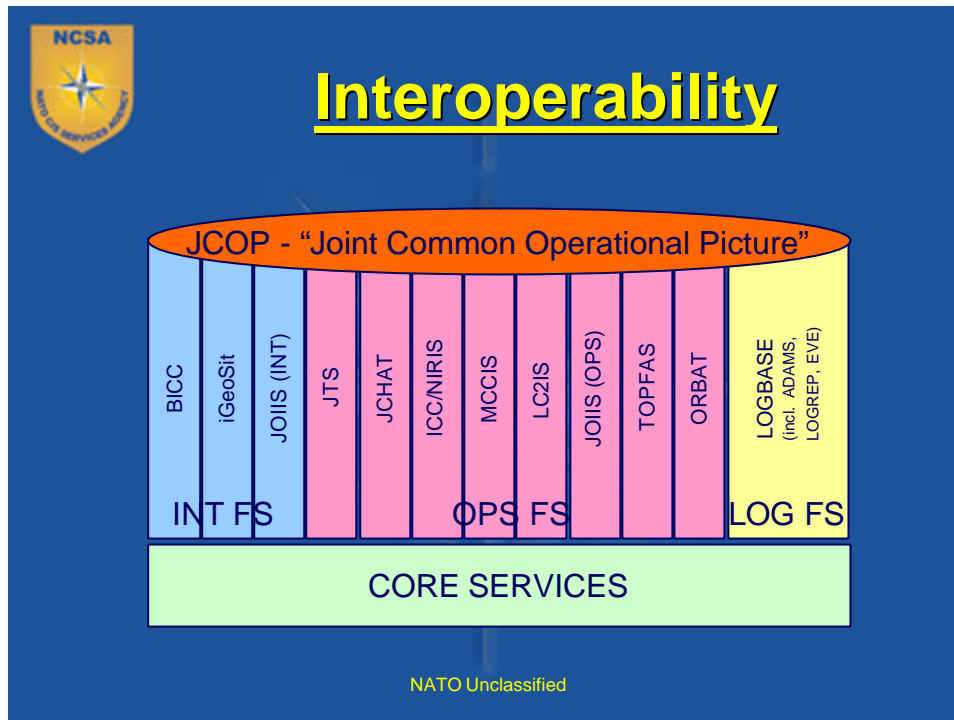 NCSA
NATO CIS SERVICES AGENCY
Interoperability
JCOP - “Joint Common Operational Picture”
BICC
iGeoSit
JOIIS (INT)
JTS
JCHAT
ICC/NIRIS
MCCIS
LC2IS
JOIIS (OPS)
TOPFAS
ORBAT
LOGBASE
(incl. ADAMS,
LOGREP, EVE)
INT FS
OPS FS
LOG FS
CORE SERVICES
NATO Unclassified